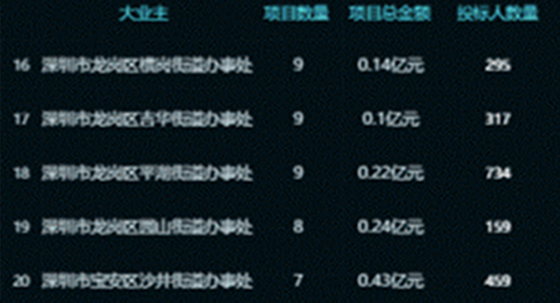 大业主 项目数量 项目总金额 投标人数量
16 深圳市龙岗区横岗街道办事处 9 0.14亿元 295
17 深圳市龙岗区吉华街道办事处 9 0.1亿元 317
18 深圳市龙岗区平湖街道办事处 9 0.22亿元 734
19 深圳市龙岗区园山街道办事处 8 0.24亿元 159
20 深圳市宝安区沙井街道办事处 7 0.43亿元 459